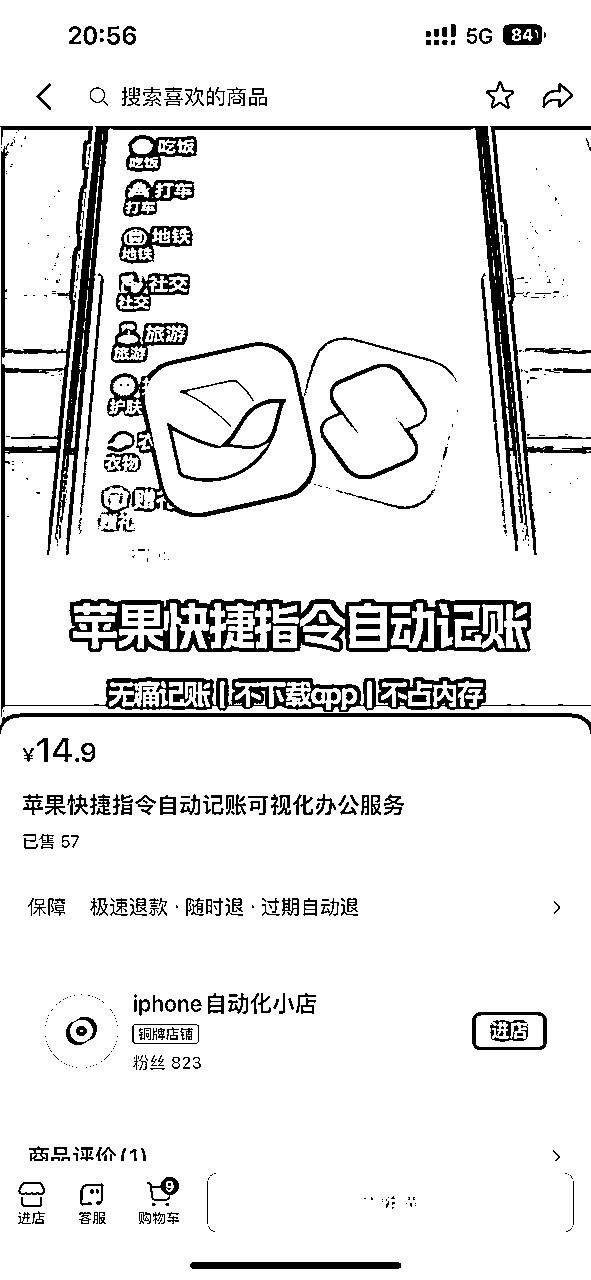 20:56 5G 84
搜索喜欢的商品
吃饭
吃饭
打车
打车
地铁
地铁
社交
社交
旅游
旅游
护肤
衣物
赠礼
苹果快捷指令自动记账
无痛记账 | 不下载app | 不占内存
¥14.9
苹果快捷指令自动记账可视化办公服务
已售 57
保障 极速退款 · 随时退 · 过期自动退
iphone自动化小店
铜牌店铺
进店
粉丝 823
商品评价(1)
进店 客服 购物车 9